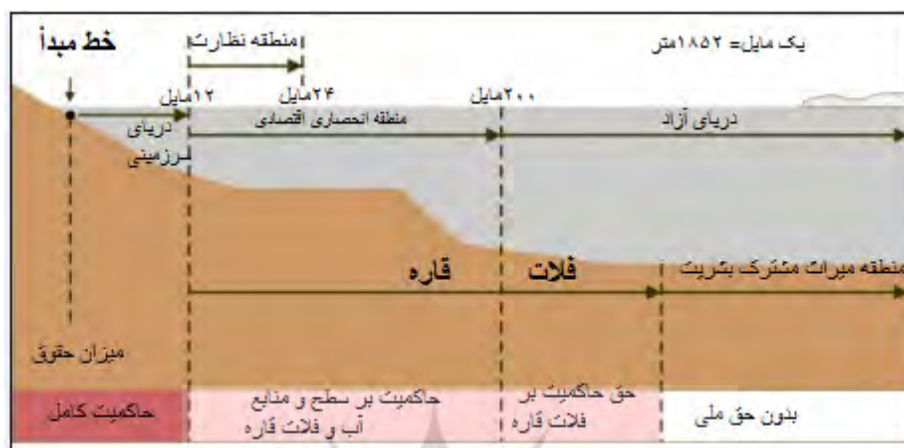 خط مبدأ
منطقه نظارت
یک مایل= ۱۸۵۲متر
۱۲مایل
۲۴مایل
۲۰۰مایل
دریای
سرزمینی
منطقه انحصاری اقتصادی
دریای آزاد
فلات قاره
منطقه میراث مشترک بشریت
میزان حقوق
حاکمیت کامل
حاکمیت بر سطح و منابع
آب و فلات قاره
حق حاکمیت بر
فلات قاره
بدون حق ملی